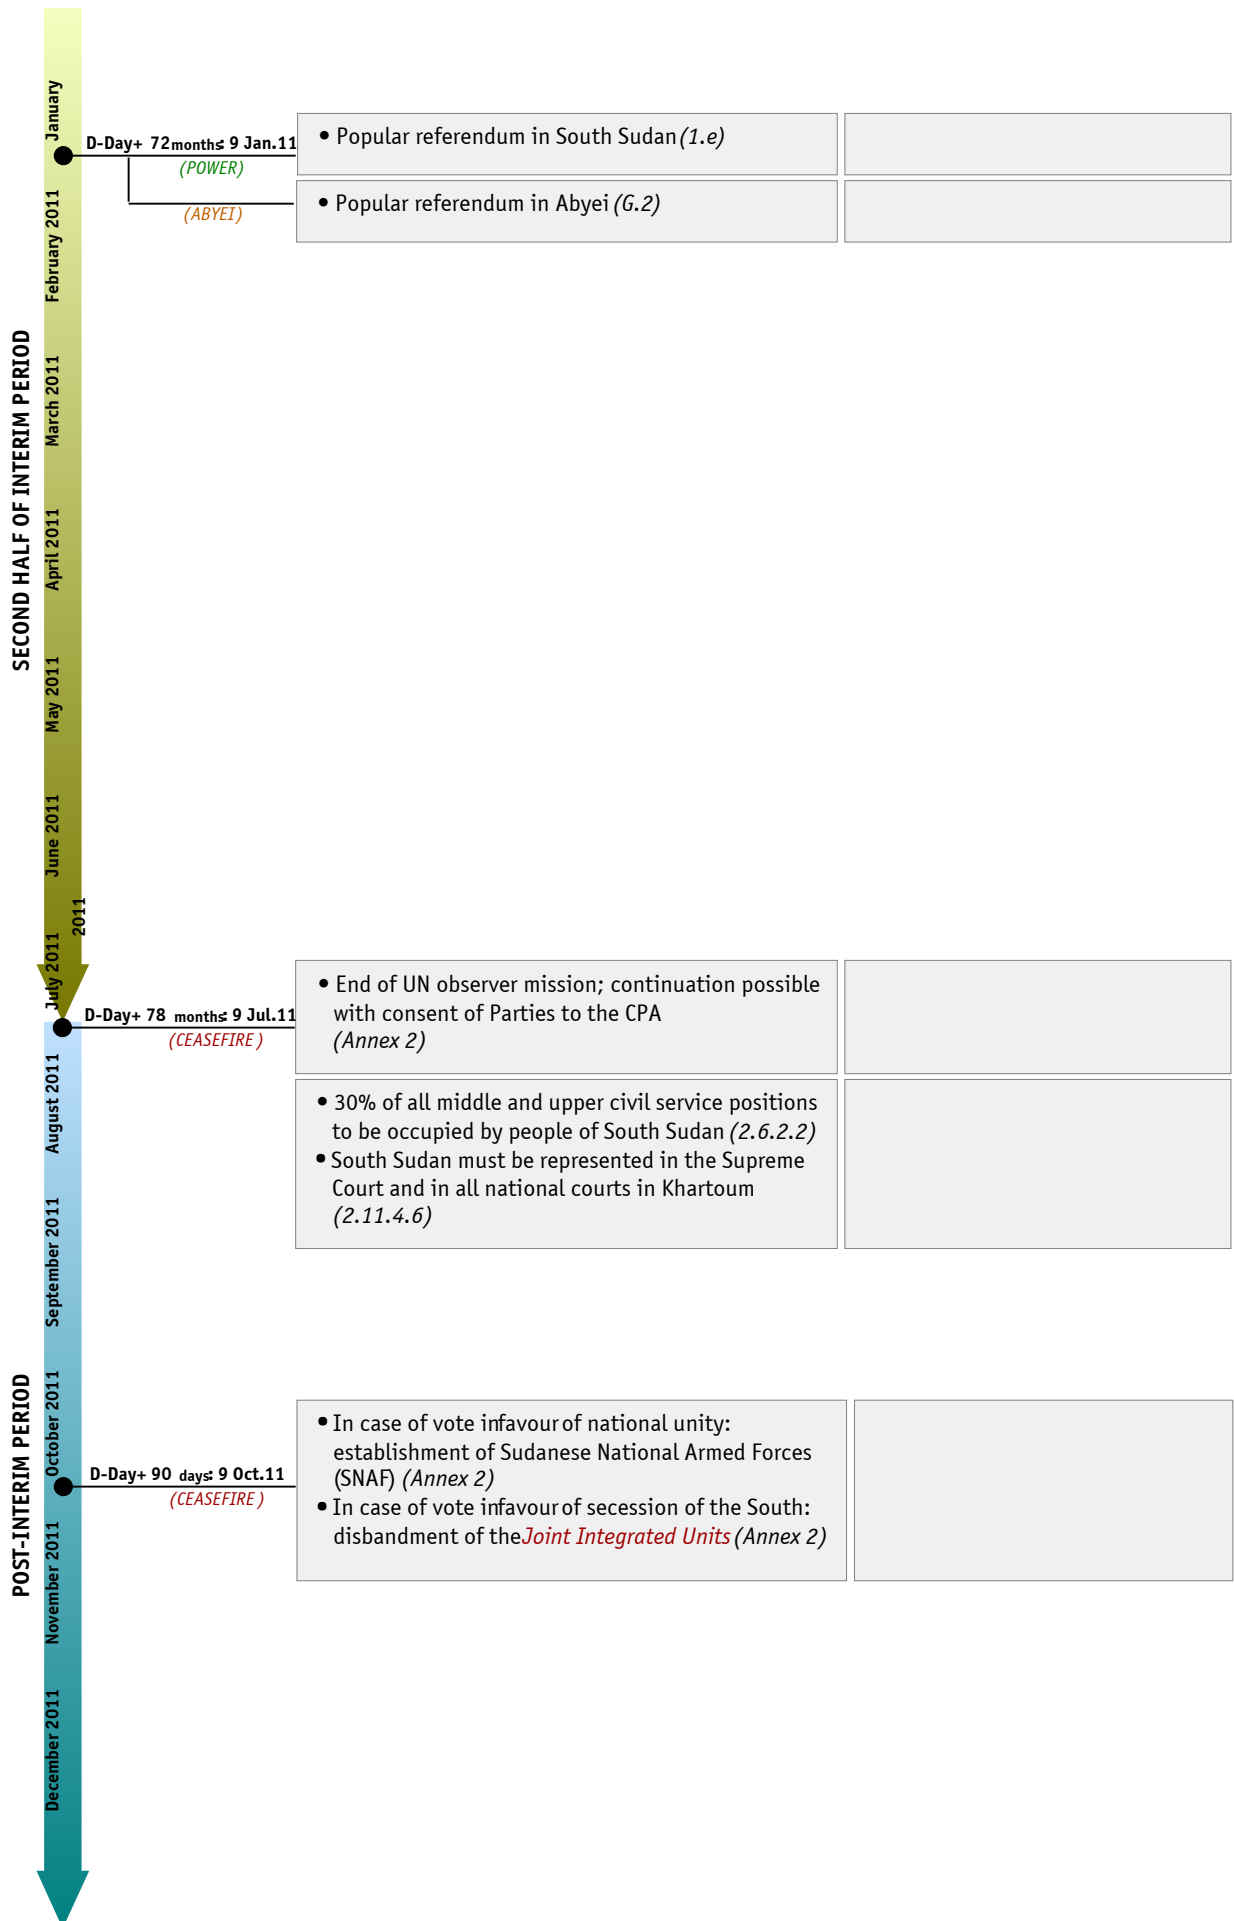 SECOND HALF OF INTERIM PERIOD
January
2011
February 2011
March 2011
April 2011
May 2011
June 2011
July 2011
D-Day+ 72 months: 9 Jan.11
(POWER)
• Popular referendum in South Sudan (1.e)
(ABYEI)
• Popular referendum in Abyei (G.2)
D-Day+ 78 months: 9 Jul.11
(CEASEFIRE)
• End of UN observer mission; continuation possible
with consent of Parties to the CPA
(Annex 2)
• 30% of all middle and upper civil service positions
to be occupied by people of South Sudan (2.6.2.2)
• South Sudan must be represented in the Supreme
Court and in all national courts in Khartoum
(2.11.4.6)
POST-INTERIM PERIOD
August 2011
September 2011
October 2011
November 2011
December 2011
D-Day+ 90 days: 9 Oct.11
(CEASEFIRE)
• In case of vote infavour of national unity:
establishment of Sudanese National Armed Forces
(SNAF) (Annex 2)
• In case of vote infavour of secession of the South:
disbandment of the Joint Integrated Units (Annex 2)